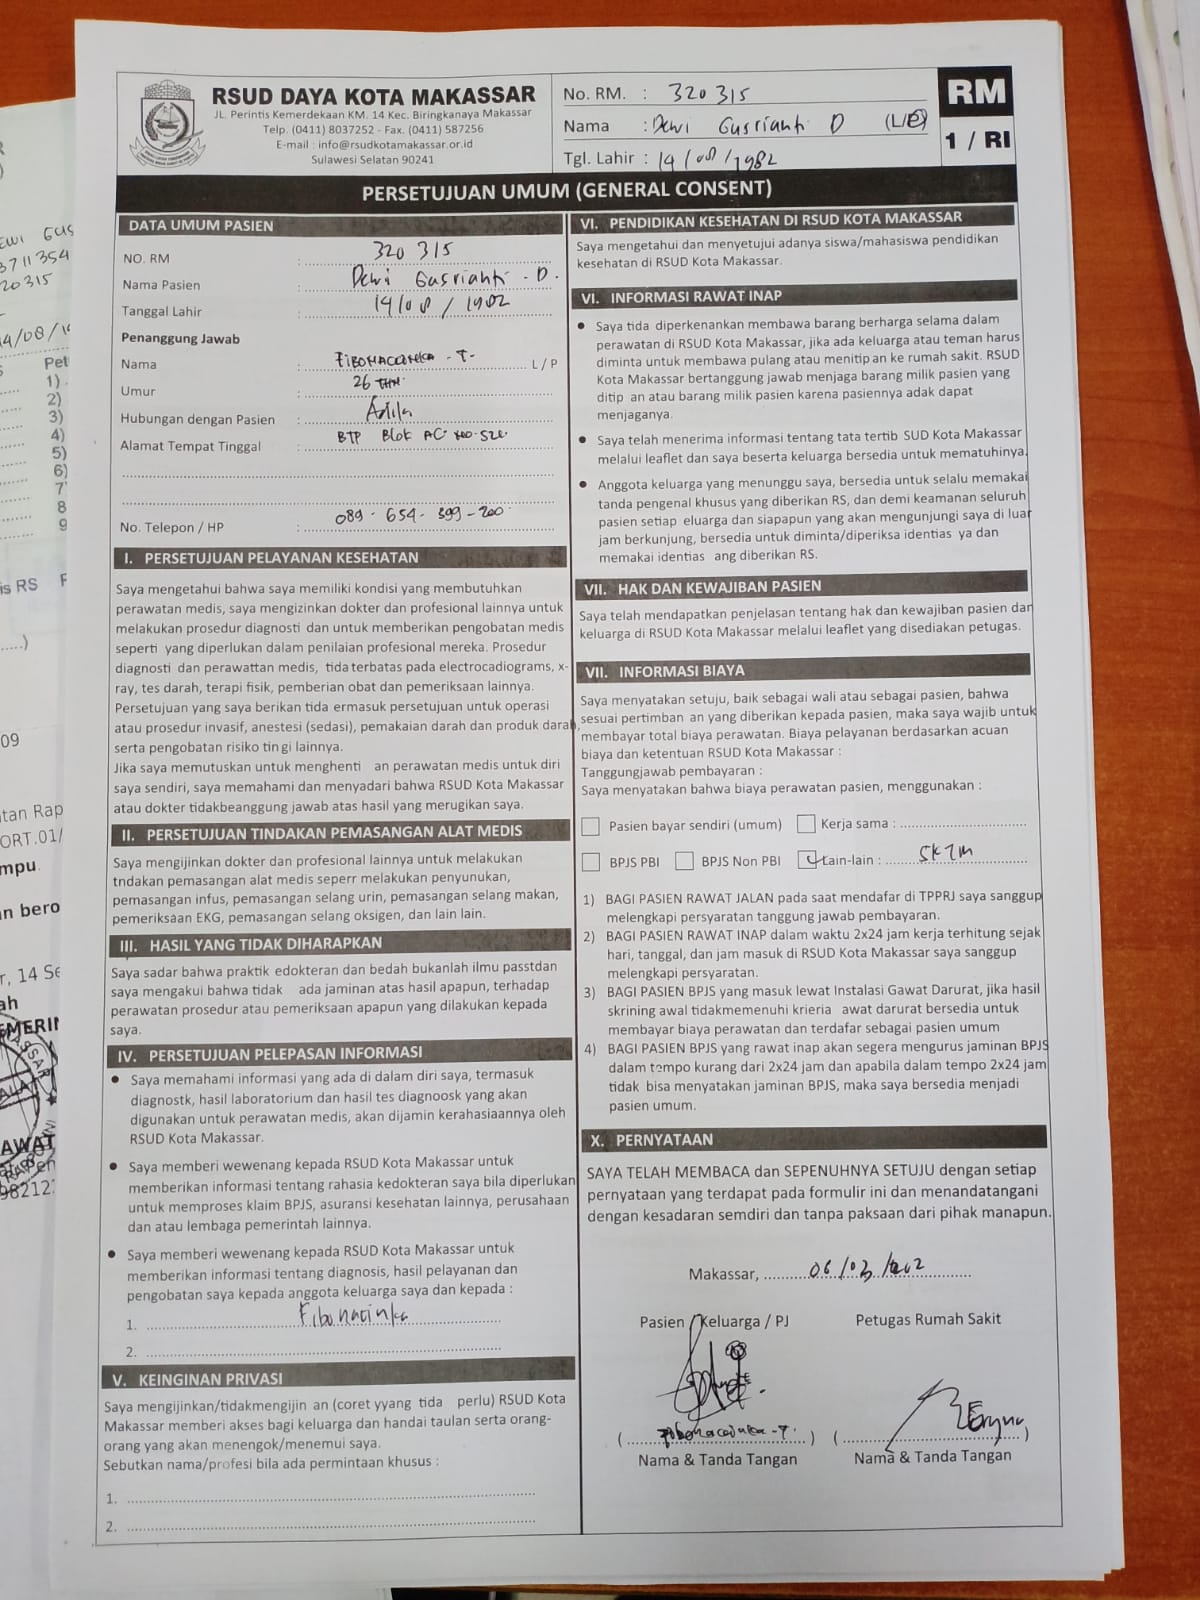 RSUD DAYA KOTA MAKASSAR
JL. Perintis Kemerdekaan KM. 14 Kec. Biringkanaya Makassar
Telp. (0411) 8037252 - Fax. (0411) 587256
E-mail : info@rsudkotamakassar.or.id
Sulawesi Selatan 90241
No. RM. : 320315
Nama : Dewi Gusrianti D (L/P)
Tgl. Lahir : 14/08/1982
RM
1 / RI
PERSETUJUAN UMUM (GENERAL CONSENT)
DATA UMUM PASIEN
NO. RM : 320 315
Nama Pasien : Dewi Gusrianti . D .
Tanggal Lahir : 14/08/1982
Penanggung Jawab
Nama : - T- L / P
Umur : 26 THN
Hubungan dengan Pasien :
Alamat Tempat Tinggal : BTP Blok AC
No. Telepon / HP : 089 - 654 - 399 - 200
I. PERSETUJUAN PELAYANAN KESEHATAN
Saya mengetahui bahwa saya memiliki kondisi yang membutuhkan
perawatan medis, saya mengizinkan dokter dan profesional lainnya untuk
melakukan prosedur diagnosti dan untuk memberikan pengobatan medis
seperti yang diperlukan dalam penilaian profesional mereka. Prosedur
diagnosti dan perawattan medis, tida terbatas pada electrocadiograms, x-
ray, tes darah, terapi fisik, pemberian obat dan pemeriksaan lainnya.
Persetujuan yang saya berikan tida ermasuk persetujuan untuk operasi
atau prosedur invasif, anestesi (sedasi), pemakaian darah dan produk darah,
serta pengobatan risiko tin gi lainnya.
Jika saya memutuskan untuk menghenti an perawatan medis untuk diri
saya sendiri, saya memahami dan menyadari bahwa RSUD Kota Makassar
atau dokter tidakbeanggung jawab atas hasil yang merugikan saya.
II. PERSETUJUAN TINDAKAN PEMASANGAN ALAT MEDIS
Saya mengijinkan dokter dan profesional lainnya untuk melakukan
tndakan pemasangan alat medis seperr melakukan penyunukan,
pemasangan infus, pemasangan selang urin, pemasangan selang makan,
pemeriksaan EKG, pemasangan selang oksigen, dan lain lain.
III. HASIL YANG TIDAK DIHARAPKAN
Saya sadar bahwa praktik edokteran dan bedah bukanlah ilmu passtdan
saya mengakui bahwa tidak ada jaminan atas hasil apapun, terhadap
perawatan prosedur atau pemeriksaan apapun yang dilakukan kepada
saya.
IV. PERSETUJUAN PELEPASAN INFORMASI
● Saya memahami informasi yang ada di dalam diri saya, termasuk
diagnostk, hasil laboratorium dan hasil tes diagnoosk yang akan
digunakan untuk perawatan medis, akan dijamin kerahasiaannya oleh
RSUD Kota Makassar.
● Saya memberi wewenang kepada RSUD Kota Makassar untuk
memberikan informasi tentang rahasia kedokteran saya bila diperlukan
untuk memproses klaim BPJS, asuransi kesehatan lainnya, perusahaan
dan atau lembaga pemerintah lainnya.
● Saya memberi wewenang kepada RSUD Kota Makassar untuk
memberikan informasi tentang diagnosis, hasil pelayanan dan
pengobatan saya kepada anggota keluarga saya dan kepada :
1.
2.
V. KEINGINAN PRIVASI
Saya mengijinkan/tidakmengijin an (coret yyang tida perlu) RSUD Kota
Makassar memberi akses bagi keluarga dan handai taulan serta orang-
orang yang akan menengok/menemui saya.
Sebutkan nama/profesi bila ada permintaan khusus :
1.
2.
VI. PENDIDIKAN KESEHATAN DI RSUD KOTA MAKASSAR
Saya mengetahui dan menyetujui adanya siswa/mahasiswa pendidikan
kesehatan di RSUD Kota Makassar.
VI. INFORMASI RAWAT INAP
● Saya tida diperkenankan membawa barang berharga selama dalam
perawatan di RSUD Kota Makassar, jika ada keluarga atau teman harus
diminta untuk membawa pulang atau menitip an ke rumah sakit. RSUD
Kota Makassar bertanggung jawab menjaga barang milik pasien yang
ditip an atau barang milik pasien karena pasiennya adak dapat
menjaganya.
● Saya telah menerima informasi tentang tata tertib SUD Kota Makassar
melalui leaflet dan saya beserta keluarga bersedia untuk mematuhinya.
● Anggota keluarga yang menunggu saya, bersedia untuk selalu memakai
tanda pengenal khusus yang diberikan RS, dan demi keamanan seluruh
pasien setiap eluarga dan siapapun yang akan mengunjungi saya di luar
jam berkunjung, bersedia untuk diminta/diperiksa identias ya dan
memakai identias ang diberikan RS.
VII. HAK DAN KEWAJIBAN PASIEN
Saya telah mendapatkan penjelasan tentang hak dan kewajiban pasien dan
keluarga di RSUD Kota Makassar melalui leaflet yang disediakan petugas.
VII. INFORMASI BIAYA
Saya menyatakan setuju, baik sebagai wali atau sebagai pasien, bahwa
sesuai pertimban an yang diberikan kepada pasien, maka saya wajib untuk
membayar total biaya perawatan. Biaya pelayanan berdasarkan acuan
biaya dan ketentuan RSUD Kota Makassar :
Tanggungjawab pembayaran :
Saya menyatakan bahwa biaya perawatan pasien, menggunakan :
Pasien bayar sendiri (umum) Kerja sama :
BPJS PBI BPJS Non PBI Lain-lain : SKTM
1) BAGI PASIEN RAWAT JALAN pada saat mendafar di TPPRJ saya sanggup
melengkapi persyaratan tanggung jawab pembayaran.
2) BAGI PASIEN RAWAT INAP dalam waktu 2x24 jam kerja terhitung sejak
hari, tanggal, dan jam masuk di RSUD Kota Makassar saya sanggup
melengkapi persyaratan.
3) BAGI PASIEN BPJS yang masuk lewat Instalasi Gawat Darurat, jika hasil
skrining awal tidakmemenuhi krieria awat darurat bersedia untuk
membayar biaya perawatan dan terdafar sebagai pasien umum
4) BAGI PASIEN BPJS yang rawat inap akan segera mengurus jaminan BPJS
dalam tempo kurang dari 2x24 jam dan apabila dalam tempo 2x24 jam
tidak bisa menyatakan jaminan BPJS, maka saya bersedia menjadi
pasien umum.
X. PERNYATAAN
SAYA TELAH MEMBACA dan SEPENUHNYA SETUJU dengan setiap
pernyataan yang terdapat pada formulir ini dan menandatangani
dengan kesadaran semdiri dan tanpa paksaan dari pihak manapun.
Makassar, 06/03/
Pasien / Keluarga / PJ Petugas Rumah Sakit
Nama & Tanda Tangan Nama & Tanda Tangan